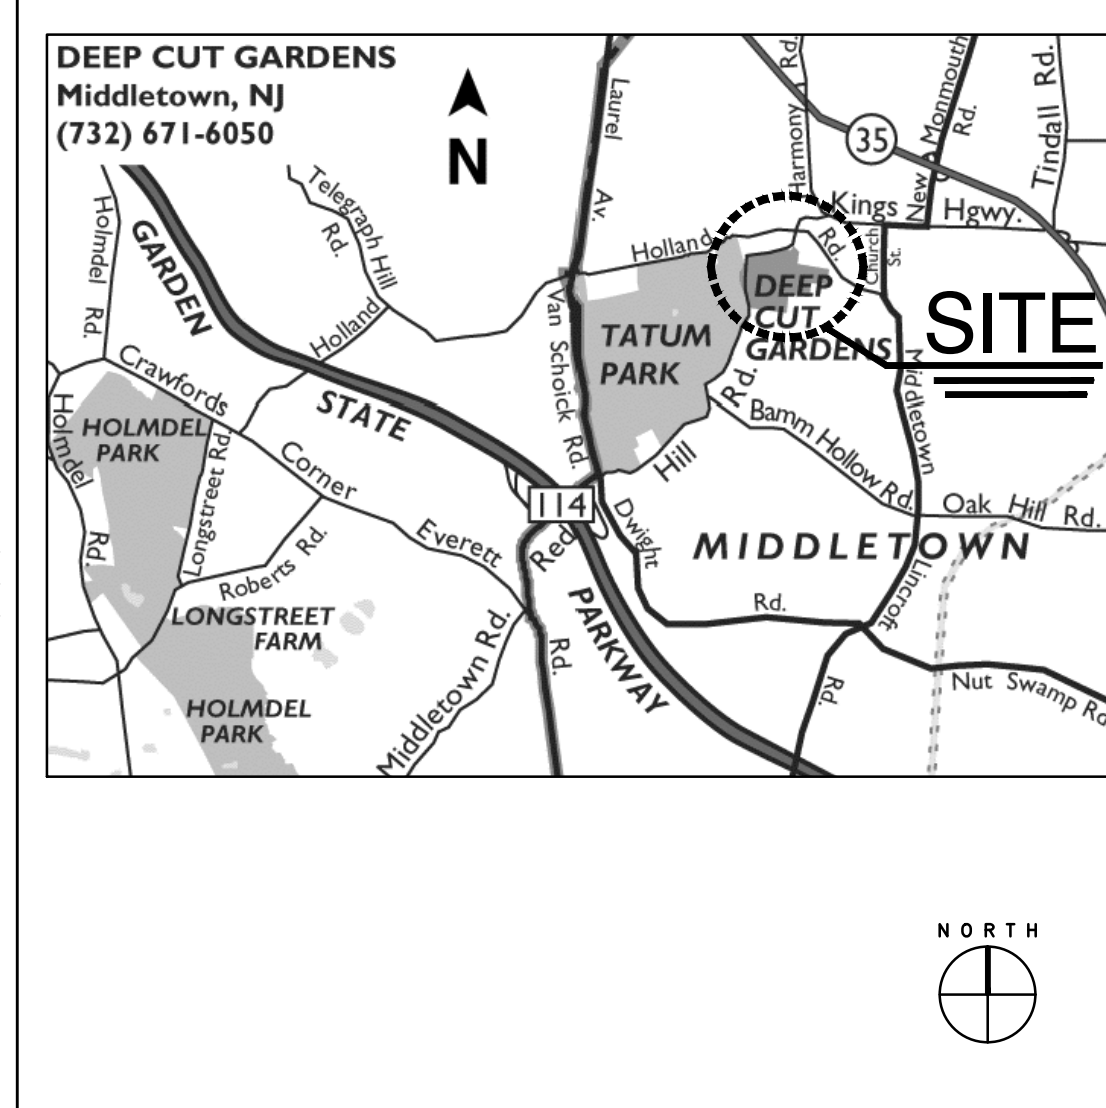 DEEP CUT GARDENS
Middletown, NJ
(732) 671-6050
N
Laurel
Av.
Harmony Rd.
35
New Monmouth Rd.
Tindall Rd.
Kings Hgwy.
Church St.
Holmdel Rd.
GARDEN
STATE
PARKWAY
Telegraph Hill Rd.
Holland
Holland Rd.
DEEP
CUT
GARDENS
SITE
TATUM
PARK
Van Schoick Rd.
Middletown
Crawfords
Corner
HOLMDEL
PARK
Holmdel
Rd.
Longstreet Rd.
Roberts Rd.
Everett
Red
Hill
Rd.
Bamm Hollow Rd.
Oak Hill Rd.
114
Dwight
Rd.
MIDDLETOWN
Lincroft
Rd.
LONGSTREET
FARM
HOLMDEL
PARK
Middletown Rd.
Rd.
Nut Swamp Rd
NORTH